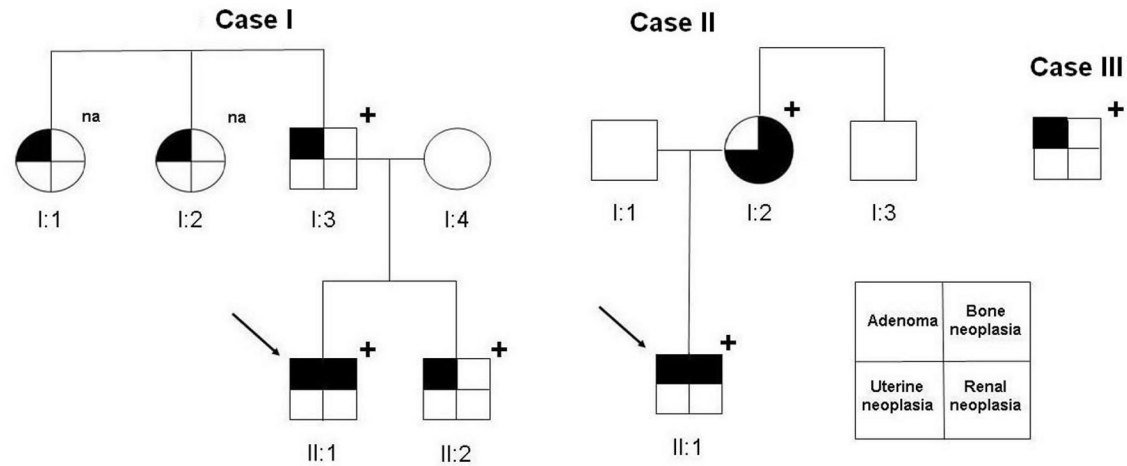 Case I
Case II
Case III
na
na
+
+
+
I:1
I:2
I:3
I:4
I:1
I:2
I:3
+
+
+
II:1
II:2
II:1
Adenoma
Bone
neoplasia
Uterine
neoplasia
Renal
neoplasia